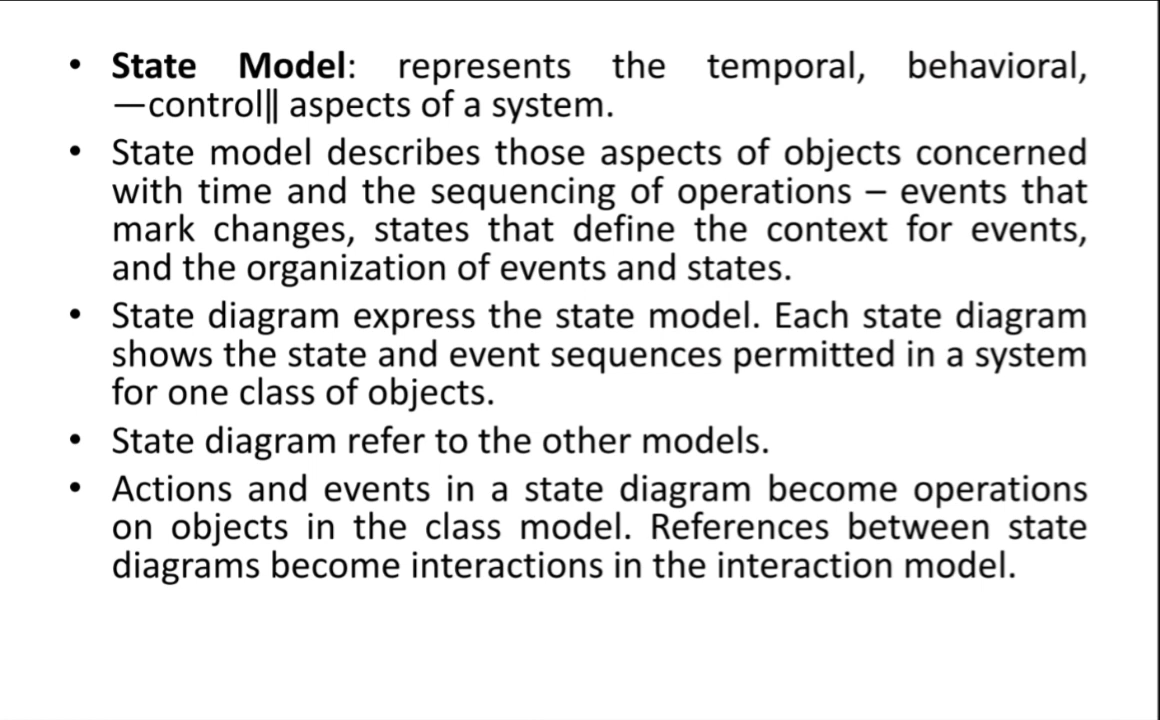 • State Model: represents the temporal, behavioral,
―control‖ aspects of a system.
• State model describes those aspects of objects concerned
with time and the sequencing of operations – events that
mark changes, states that define the context for events,
and the organization of events and states.
• State diagram express the state model. Each state diagram
shows the state and event sequences permitted in a system
for one class of objects.
• State diagram refer to the other models.
• Actions and events in a state diagram become operations
on objects in the class model. References between state
diagrams become interactions in the interaction model.